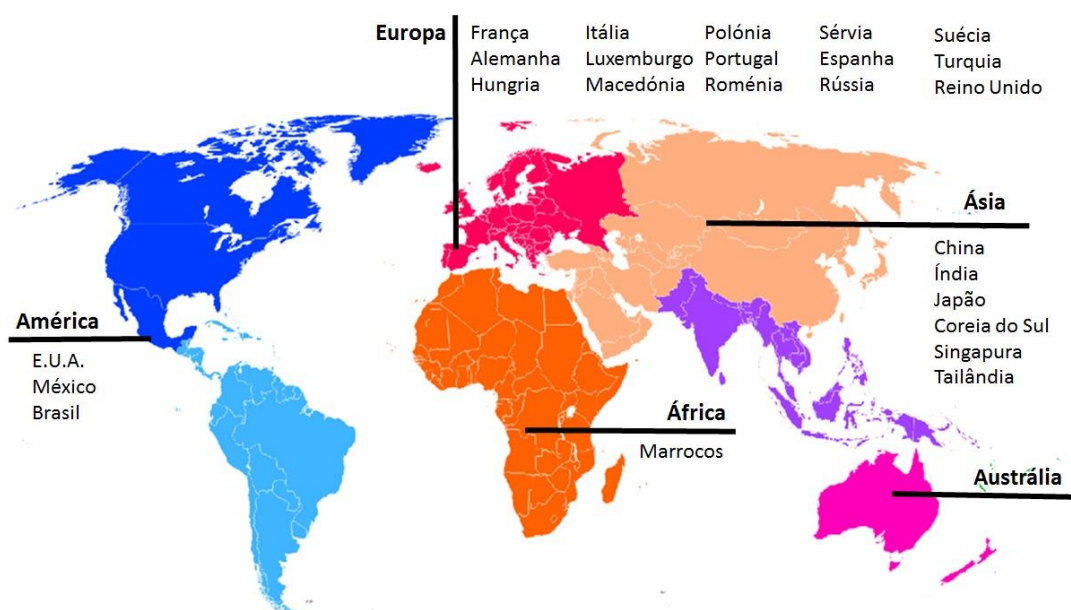 Europa
França Itália Polónia Sérvia Suécia
Alemanha Luxemburgo Portugal Espanha Turquia
Hungria Macedónia Roménia Rússia Reino Unido
Ásia
China
Índia
Japão
Coreia do Sul
Singapura
Tailândia
América
E.U.A.
México
Brasil
África
Marrocos
Austrália